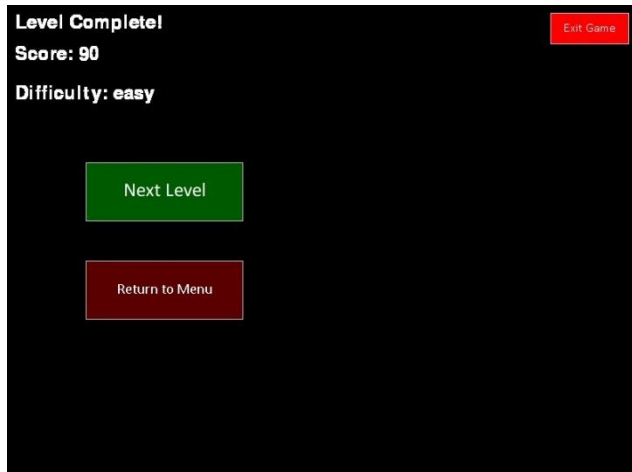 Level Complete!
Exit Game
Score: 90
Difficulty: easy
Next Level
Return to Menu